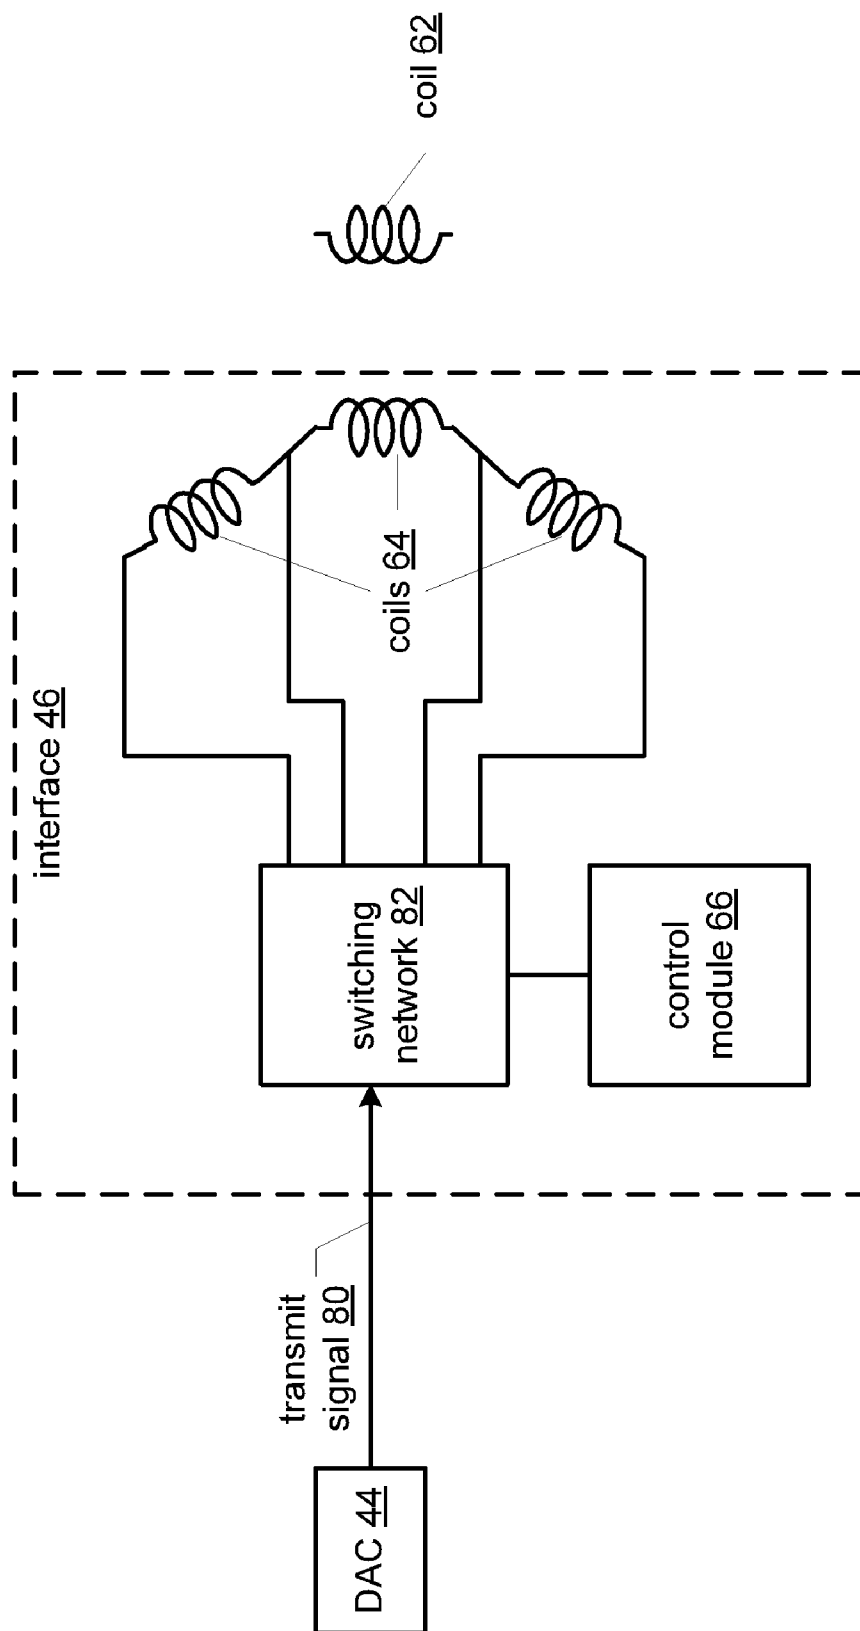 interface 46
coil 62
coils 64
switching
network 82
control
module 66
transmit
signal 80
DAC 44